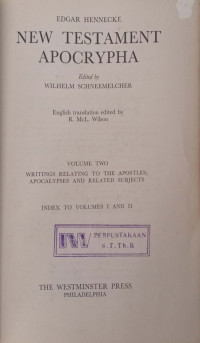 EDGAR HENNECKE
NEW TESTAMENT
APOCRYPHA
Edited by
WILHELM SCHNEEMELCHER
English translation edited by
R. McL. Wilson
VOLUME TWO
WRITINGS RELATING TO THE APOSTLES;
APOCALYPSES AND RELATED SUBJECTS
INDEX TO VOLUMES I AND II
PERPUSTAKAAN
S.T.Th.R
THE WESTMINSTER PRESS
PHILADELPHIA